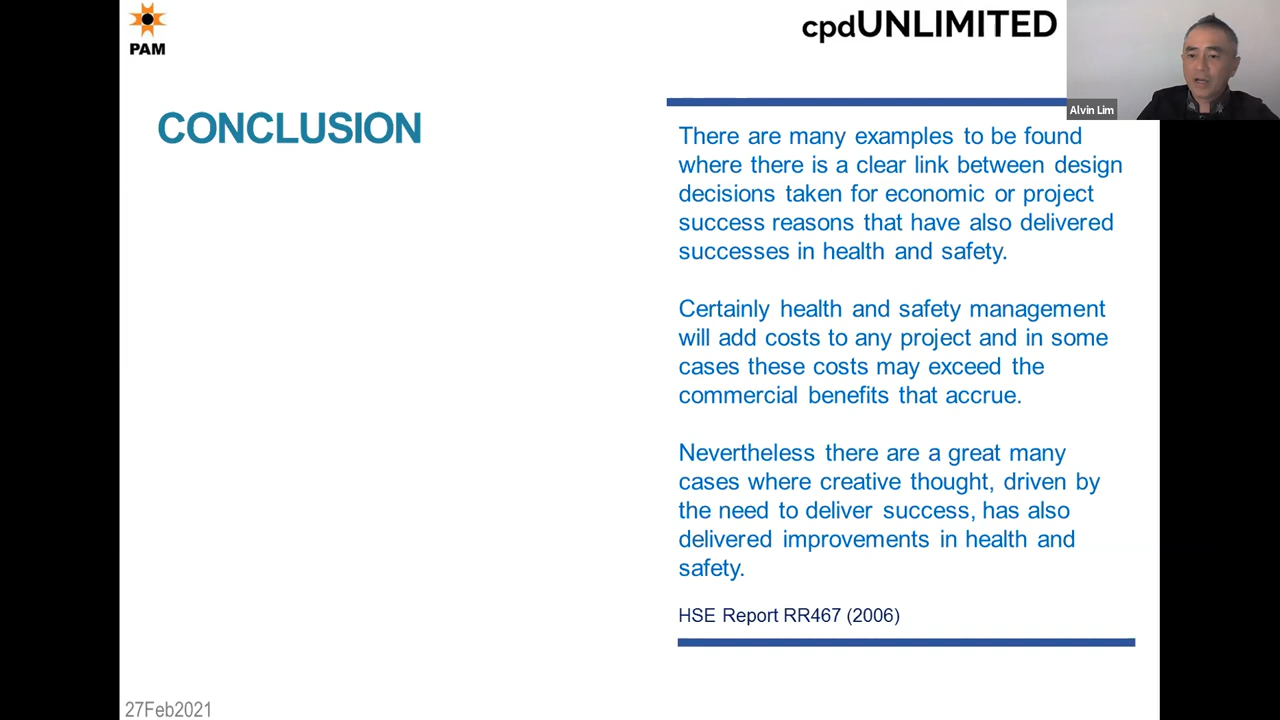 PAM
cpdUNLIMITED
Alvin Lim
CONCLUSION
There are many examples to be found
where there is a clear link between design
decisions taken for economic or project
success reasons that have also delivered
successes in health and safety.
Certainly health and safety management
will add costs to any project and in some
cases these costs may exceed the
commercial benefits that accrue.
Nevertheless there are a great many
cases where creative thought, driven by
the need to deliver success, has also
delivered improvements in health and
safety.
HSE Report RR467 (2006)
27Feb2021